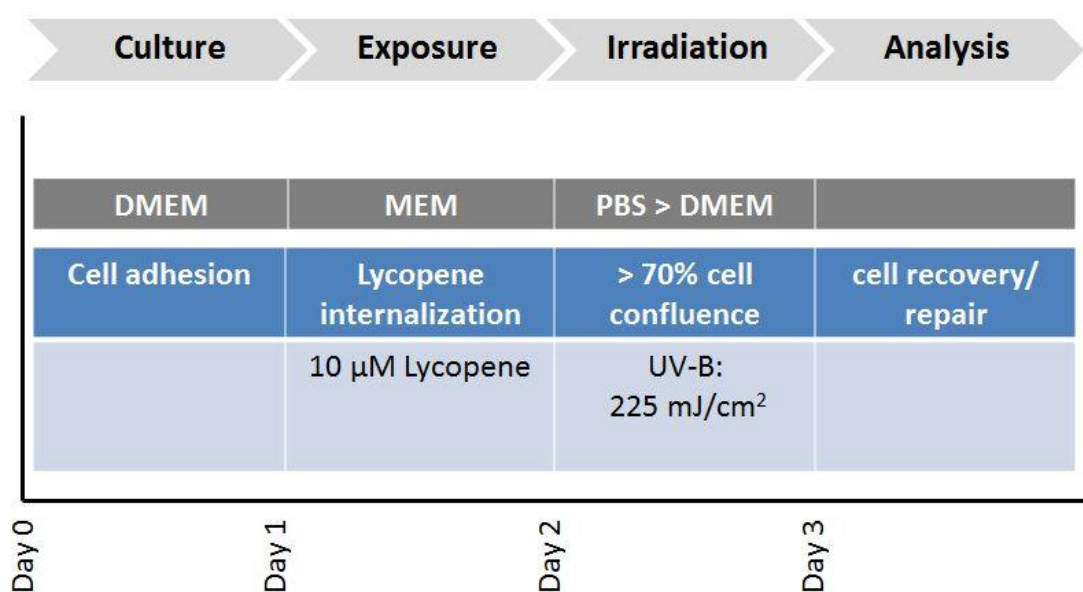 Culture Exposure Irradiation Analysis
DMEM MEM PBS > DMEM
Cell adhesion
Lycopene
internalization
> 70% cell
confluence
cell recovery/
repair
10 µM Lycopene
UV-B:
225 mJ/cm²
Day 0
Day 1
Day 2
Day 3